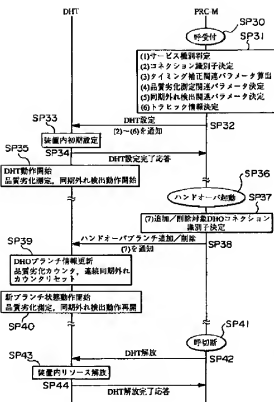 DHT
PRC-M
SP30
呼受付
SP31
(1)サービス種別判定
(2)コネクション識別子決定
(3)タイミング補正関連パラメータ算出
(4)品質劣化測定関連パラメータ決定
(5)同期外れ検出関連パラメータ決定
(6)トラヒック情報決定
DHT設定
SP32
(2)~(6)を通知
SP33
装置内初期設定
SP34
DHT設定完了応答
SP35
DHT動作開始
品質劣化測定、同期外れ検出動作開始
SP36
ハンドオーバ起動
SP37
(7)追加/削除対象DHOコネクション
識別子決定
ハンドオーバブランチ追加/削除
SP38
(7)を通知
SP39
DHOブランチ情報更新
品質劣化カウンタ、連続同期外れ
カウンタリセット
新ブランチ状態動作開始
品質劣化測定、同期外れ検出動作再開
SP40
SP41
呼切断
SP42
DHT解放
SP43
装置内リソース解放
SP44
DHT解放完了応答